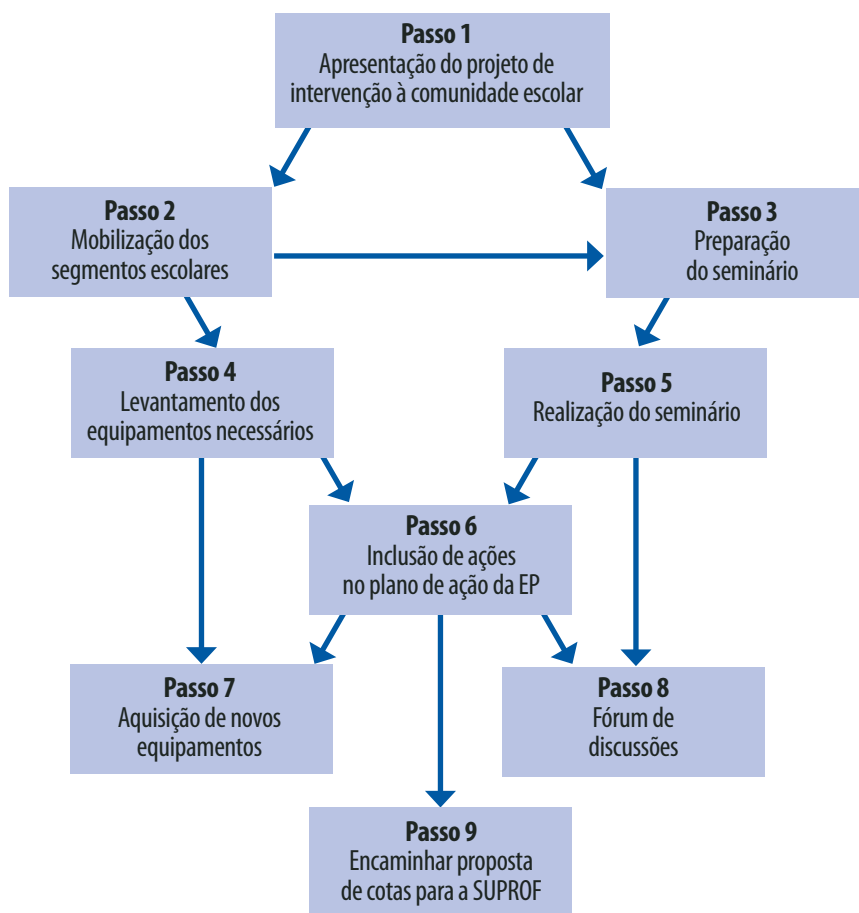 Passo 1
Apresentação do projeto de
intervenção à comunidade escolar
Passo 2
Mobilização dos
segmentos escolares
Passo 3
Preparação
do seminário
Passo 4
Levantamento dos
equipamentos necessários
Passo 5
Realização do seminário
Passo 6
Inclusão de ações
no plano de ação da EP
Passo 7
Aquisição de novos
equipamentos
Passo 8
Fórum de
discussões
Passo 9
Encaminhar proposta
de cotas para a SUPROF